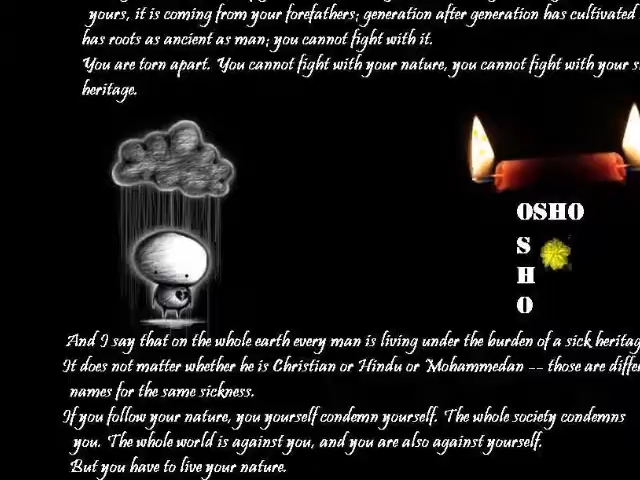 yours, it is coming from your forefathers; generation after generation has cultivated
has roots as ancient as man; you cannot fight with it.
You are torn apart. You cannot fight with your nature, you cannot fight with your
heritage.
OSHO
S
H
O
And I say that on the whole earth every man is living under the burden of a sick
It does not matter whether he is Christian or Hindu or Mohammedan -- those are
names for the same sickness.
If you follow your nature, you yourself condemn yourself. The whole society condemns
you. The whole world is against you, and you are also against yourself.
But you have to live your nature.